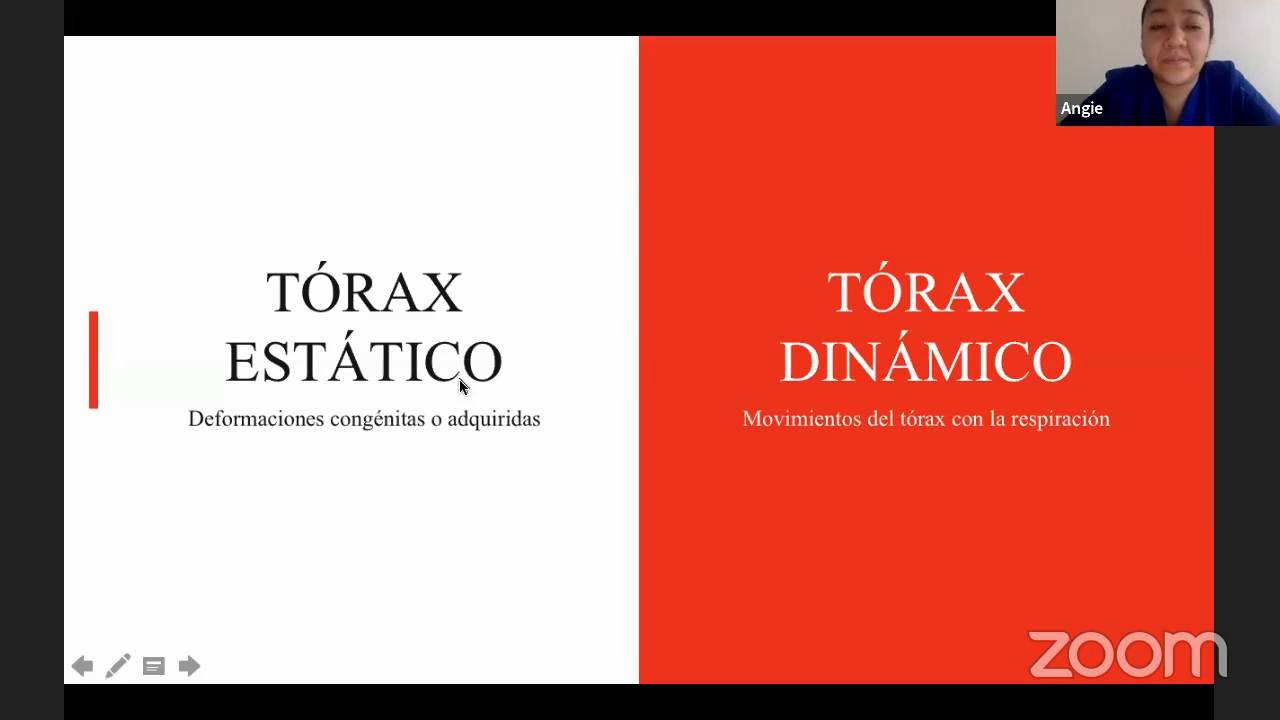 Angie
TÓRAX
ESTÁTICO
Deformaciones congénitas o adquiridas
TÓRAX
DINÁMICO
Movimientos del tórax con la respiración
zoom